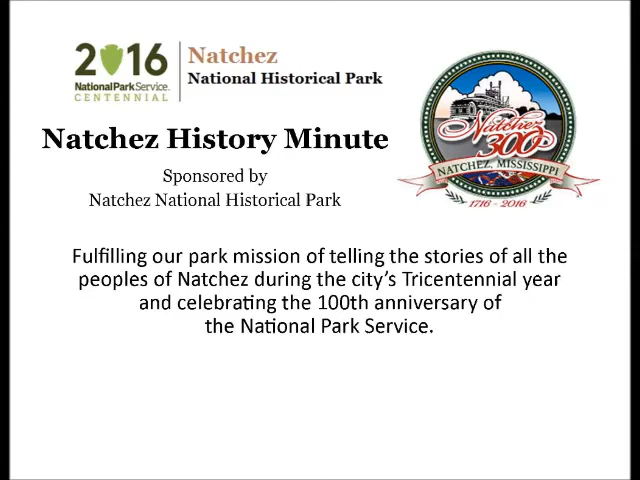 2016
National Park Service
CENTENNIAL
Natchez
National Historical Park
Natchez History Minute
Sponsored by
Natchez National Historical Park
Natchez
300
NATCHEZ, MISSISSIPPI
1716 - 2016
Fulfilling our park mission of telling the stories of all the
peoples of Natchez during the city's Tricentennial year
and celebrating the 100th anniversary of
the National Park Service.